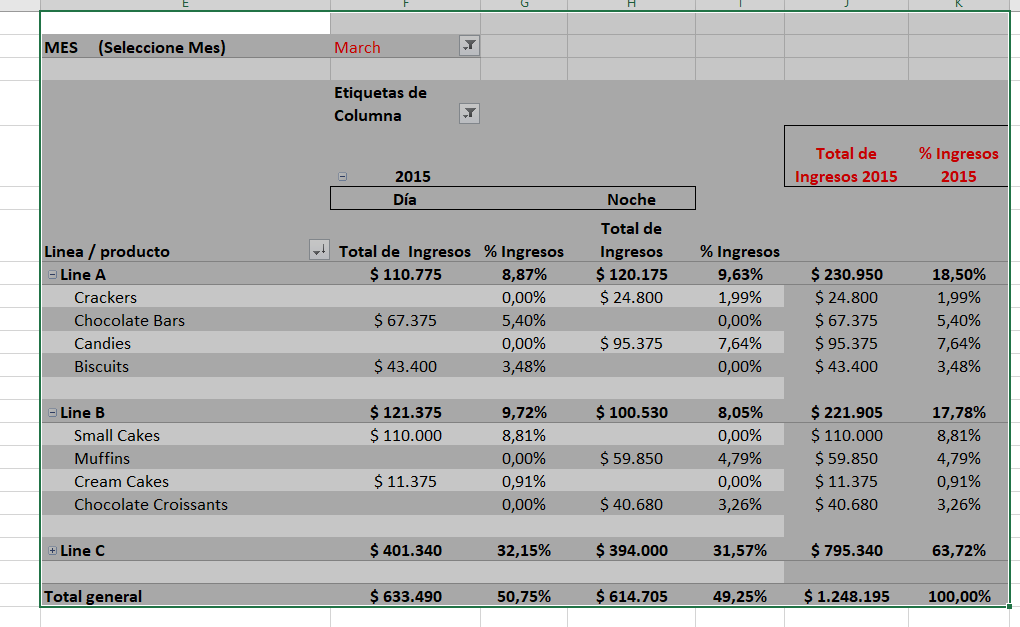 E F G H I J K
MES (Seleccione Mes) March
Etiquetas de
Columna
Total de % Ingresos
2015 Ingresos 2015 2015
Día Noche
Total de
Linea / producto Total de Ingresos % Ingresos Ingresos % Ingresos
Line A $ 110.775 8,87% $ 120.175 9,63% $ 230.950 18,50%
Crackers 0,00% $ 24.800 1,99% $ 24.800 1,99%
Chocolate Bars $ 67.375 5,40% 0,00% $ 67.375 5,40%
Candies 0,00% $ 95.375 7,64% $ 95.375 7,64%
Biscuits $ 43.400 3,48% 0,00% $ 43.400 3,48%
Line B $ 121.375 9,72% $ 100.530 8,05% $ 221.905 17,78%
Small Cakes $ 110.000 8,81% 0,00% $ 110.000 8,81%
Muffins 0,00% $ 59.850 4,79% $ 59.850 4,79%
Cream Cakes $ 11.375 0,91% 0,00% $ 11.375 0,91%
Chocolate Croissants 0,00% $ 40.680 3,26% $ 40.680 3,26%
Line C $ 401.340 32,15% $ 394.000 31,57% $ 795.340 63,72%
Total general $ 633.490 50,75% $ 614.705 49,25% $ 1.248.195 100,00%